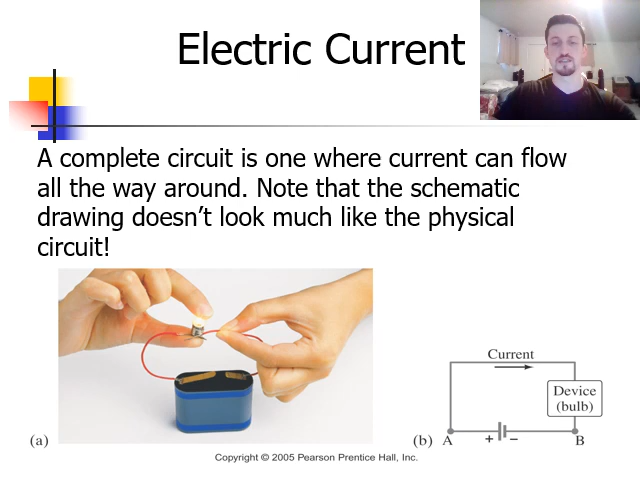 Electric Current
A complete circuit is one where current can flow
all the way around. Note that the schematic
drawing doesn’t look much like the physical
circuit!
Current
Device
(bulb)
(a)
(b)
A
+
−
B
Copyright © 2005 Pearson Prentice Hall, Inc.